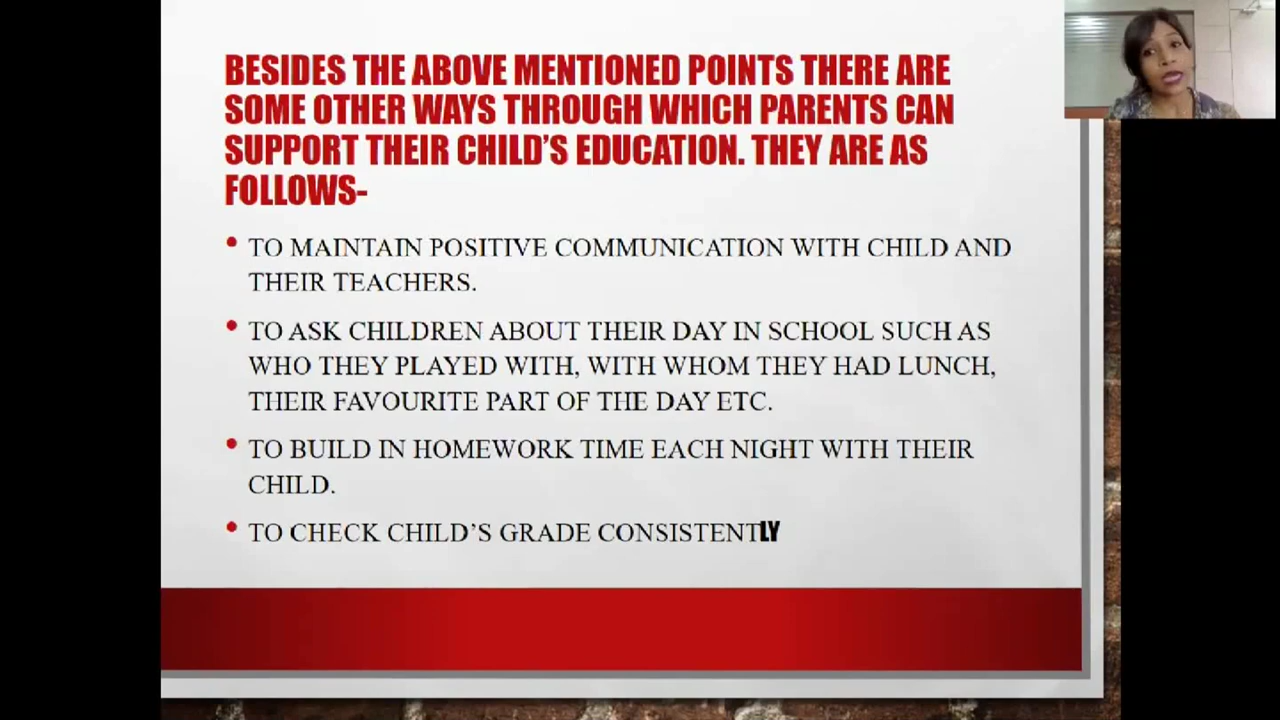 BESIDES THE ABOVE MENTIONED POINTS THERE ARE
SOME OTHER WAYS THROUGH WHICH PARENTS CAN
SUPPORT THEIR CHILD'S EDUCATION. THEY ARE AS
FOLLOWS-
• TO MAINTAIN POSITIVE COMMUNICATION WITH CHILD AND
THEIR TEACHERS.
• TO ASK CHILDREN ABOUT THEIR DAY IN SCHOOL SUCH AS
WHO THEY PLAYED WITH, WITH WHOM THEY HAD LUNCH,
THEIR FAVOURITE PART OF THE DAY ETC.
• TO BUILD IN HOMEWORK TIME EACH NIGHT WITH THEIR
CHILD.
• TO CHECK CHILD'S GRADE CONSISTENTLY